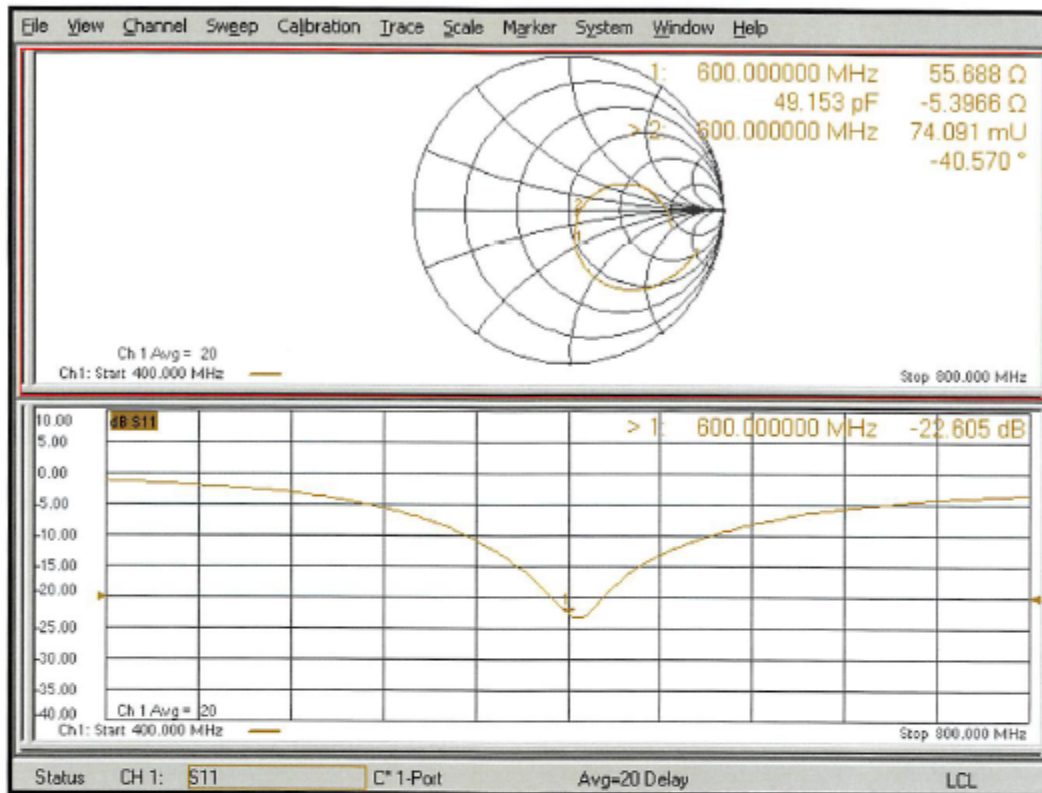 File View Channel Sweep Calibration Trace Scale Marker System Window Help
1: 600.000000 MHz 55.688 Ω
49.153 pF -5.3966 Ω
> 2: 600.000000 MHz 74.091 mU
-40.570 °
2
1
Ch 1 Avg = 20
Ch1: Start 400.000 MHz Stop 800.000 MHz
10.00 dB S11 > 1: 600.000000 MHz -22.605 dB
5.00
0.00
-5.00
-10.00
-15.00
-20.00 1
-25.00
-30.00
-35.00
-40.00 Ch 1 Avg = 20
Ch1: Start 400.000 MHz Stop 800.000 MHz
Status CH 1: S11 C* 1-Port Avg=20 Delay LCL